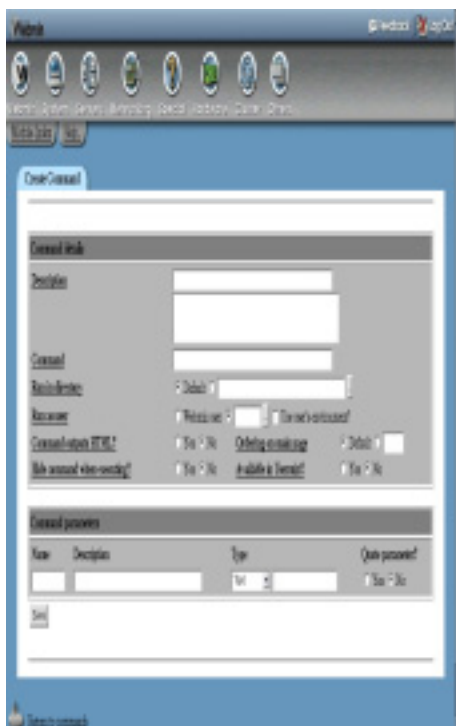 Webmin
Feedback Log Out
Webmin System Servers Networking Hardware Cluster Others
Module Index Help..
Create Command
Command details
Description
Command
Run in directory Default
Run as user Webmin user Use user's environment?
Command outputs HTML? Yes No Ordering on main page Default
Hide command when executing? Yes No Available in Usermin? Yes No
Command parameters
Name Description Type Quote parameter?
Text Yes No
Save
Return to commands